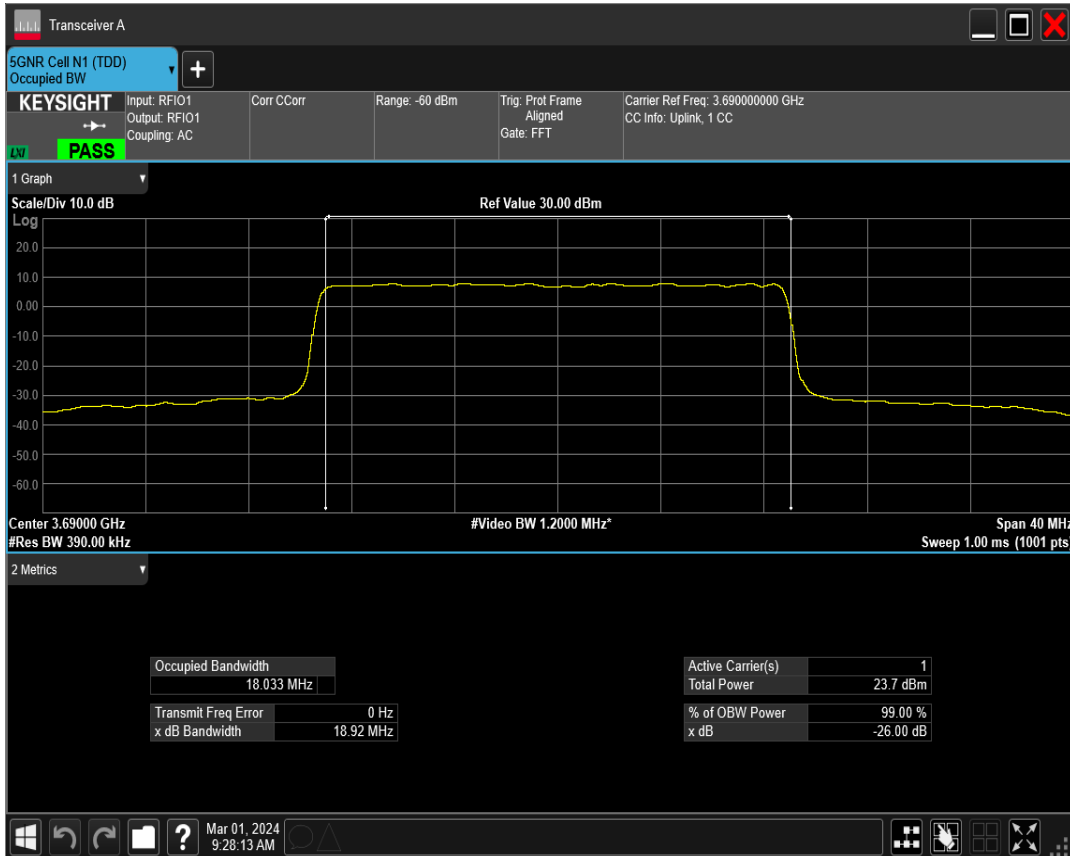 Transceiver A
5GNR Cell N1 (TDD)
Occupied BW
+
KEYSIGHT
LXI
PASS
Input: RFIO1
Output: RFIO1
Coupling: AC
Corr CCorr
Range: -60 dBm
Trig: Prot Frame
Aligned
Gate: FFT
Carrier Ref Freq: 3.690000000 GHz
CC Info: Uplink, 1 CC
1 Graph
Scale/Div 10.0 dB
Ref Value 30.00 dBm
Log
20.0
10.0
0.00
-10.0
-20.0
-30.0
-40.0
-50.0
-60.0
Center 3.69000 GHz
#Video BW 1.2000 MHz*
Span 40 MHz
#Res BW 390.00 kHz
Sweep 1.00 ms (1001 pts)
2 Metrics
Occupied Bandwidth
18.033 MHz
Transmit Freq Error 0 Hz
x dB Bandwidth 18.92 MHz
Active Carrier(s) 1
Total Power 23.7 dBm
% of OBW Power 99.00 %
x dB -26.00 dB
?
Mar 01, 2024
9:28:13 AM